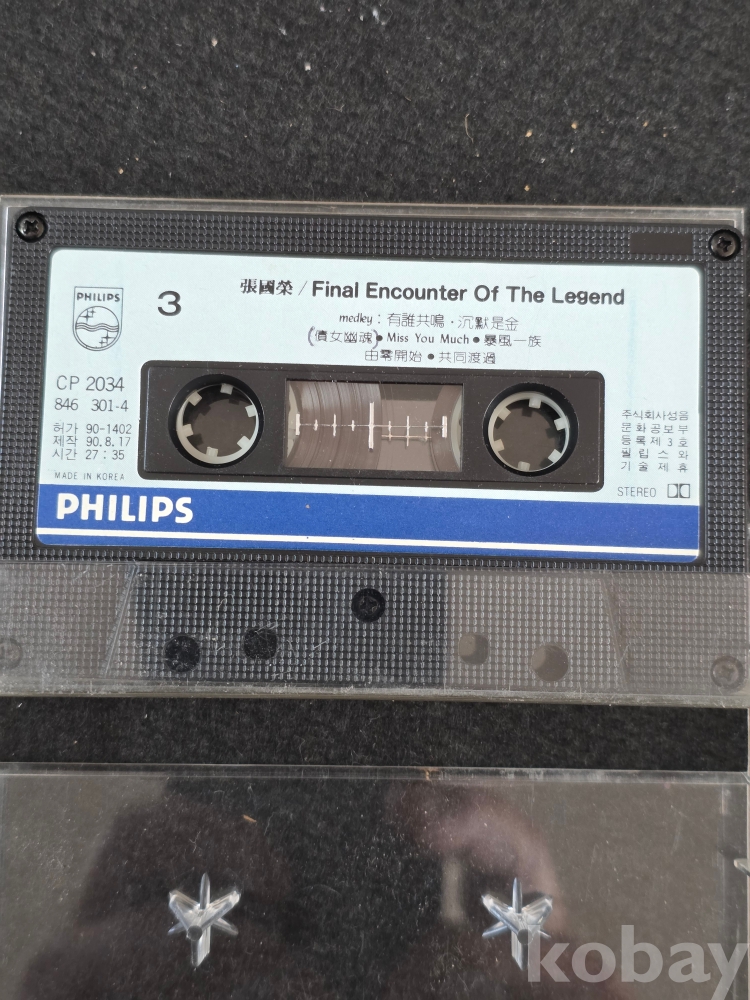 PHILIPS
3
張國榮 / Final Encounter Of The Legend
medley : 有誰共鳴 · 沉默是金
(倩女幽魂) ● Miss You Much ● 暴風一族
由零開始 ● 共同渡過
CP 2034
846 301-4
허가 90-1402
제작 90.8.17
시간 27 : 35
MADE IN KOREA
주식회사성음
문화공보부
등록제3호
필립스와
기술제휴
STEREO
PHILIPS
kobay